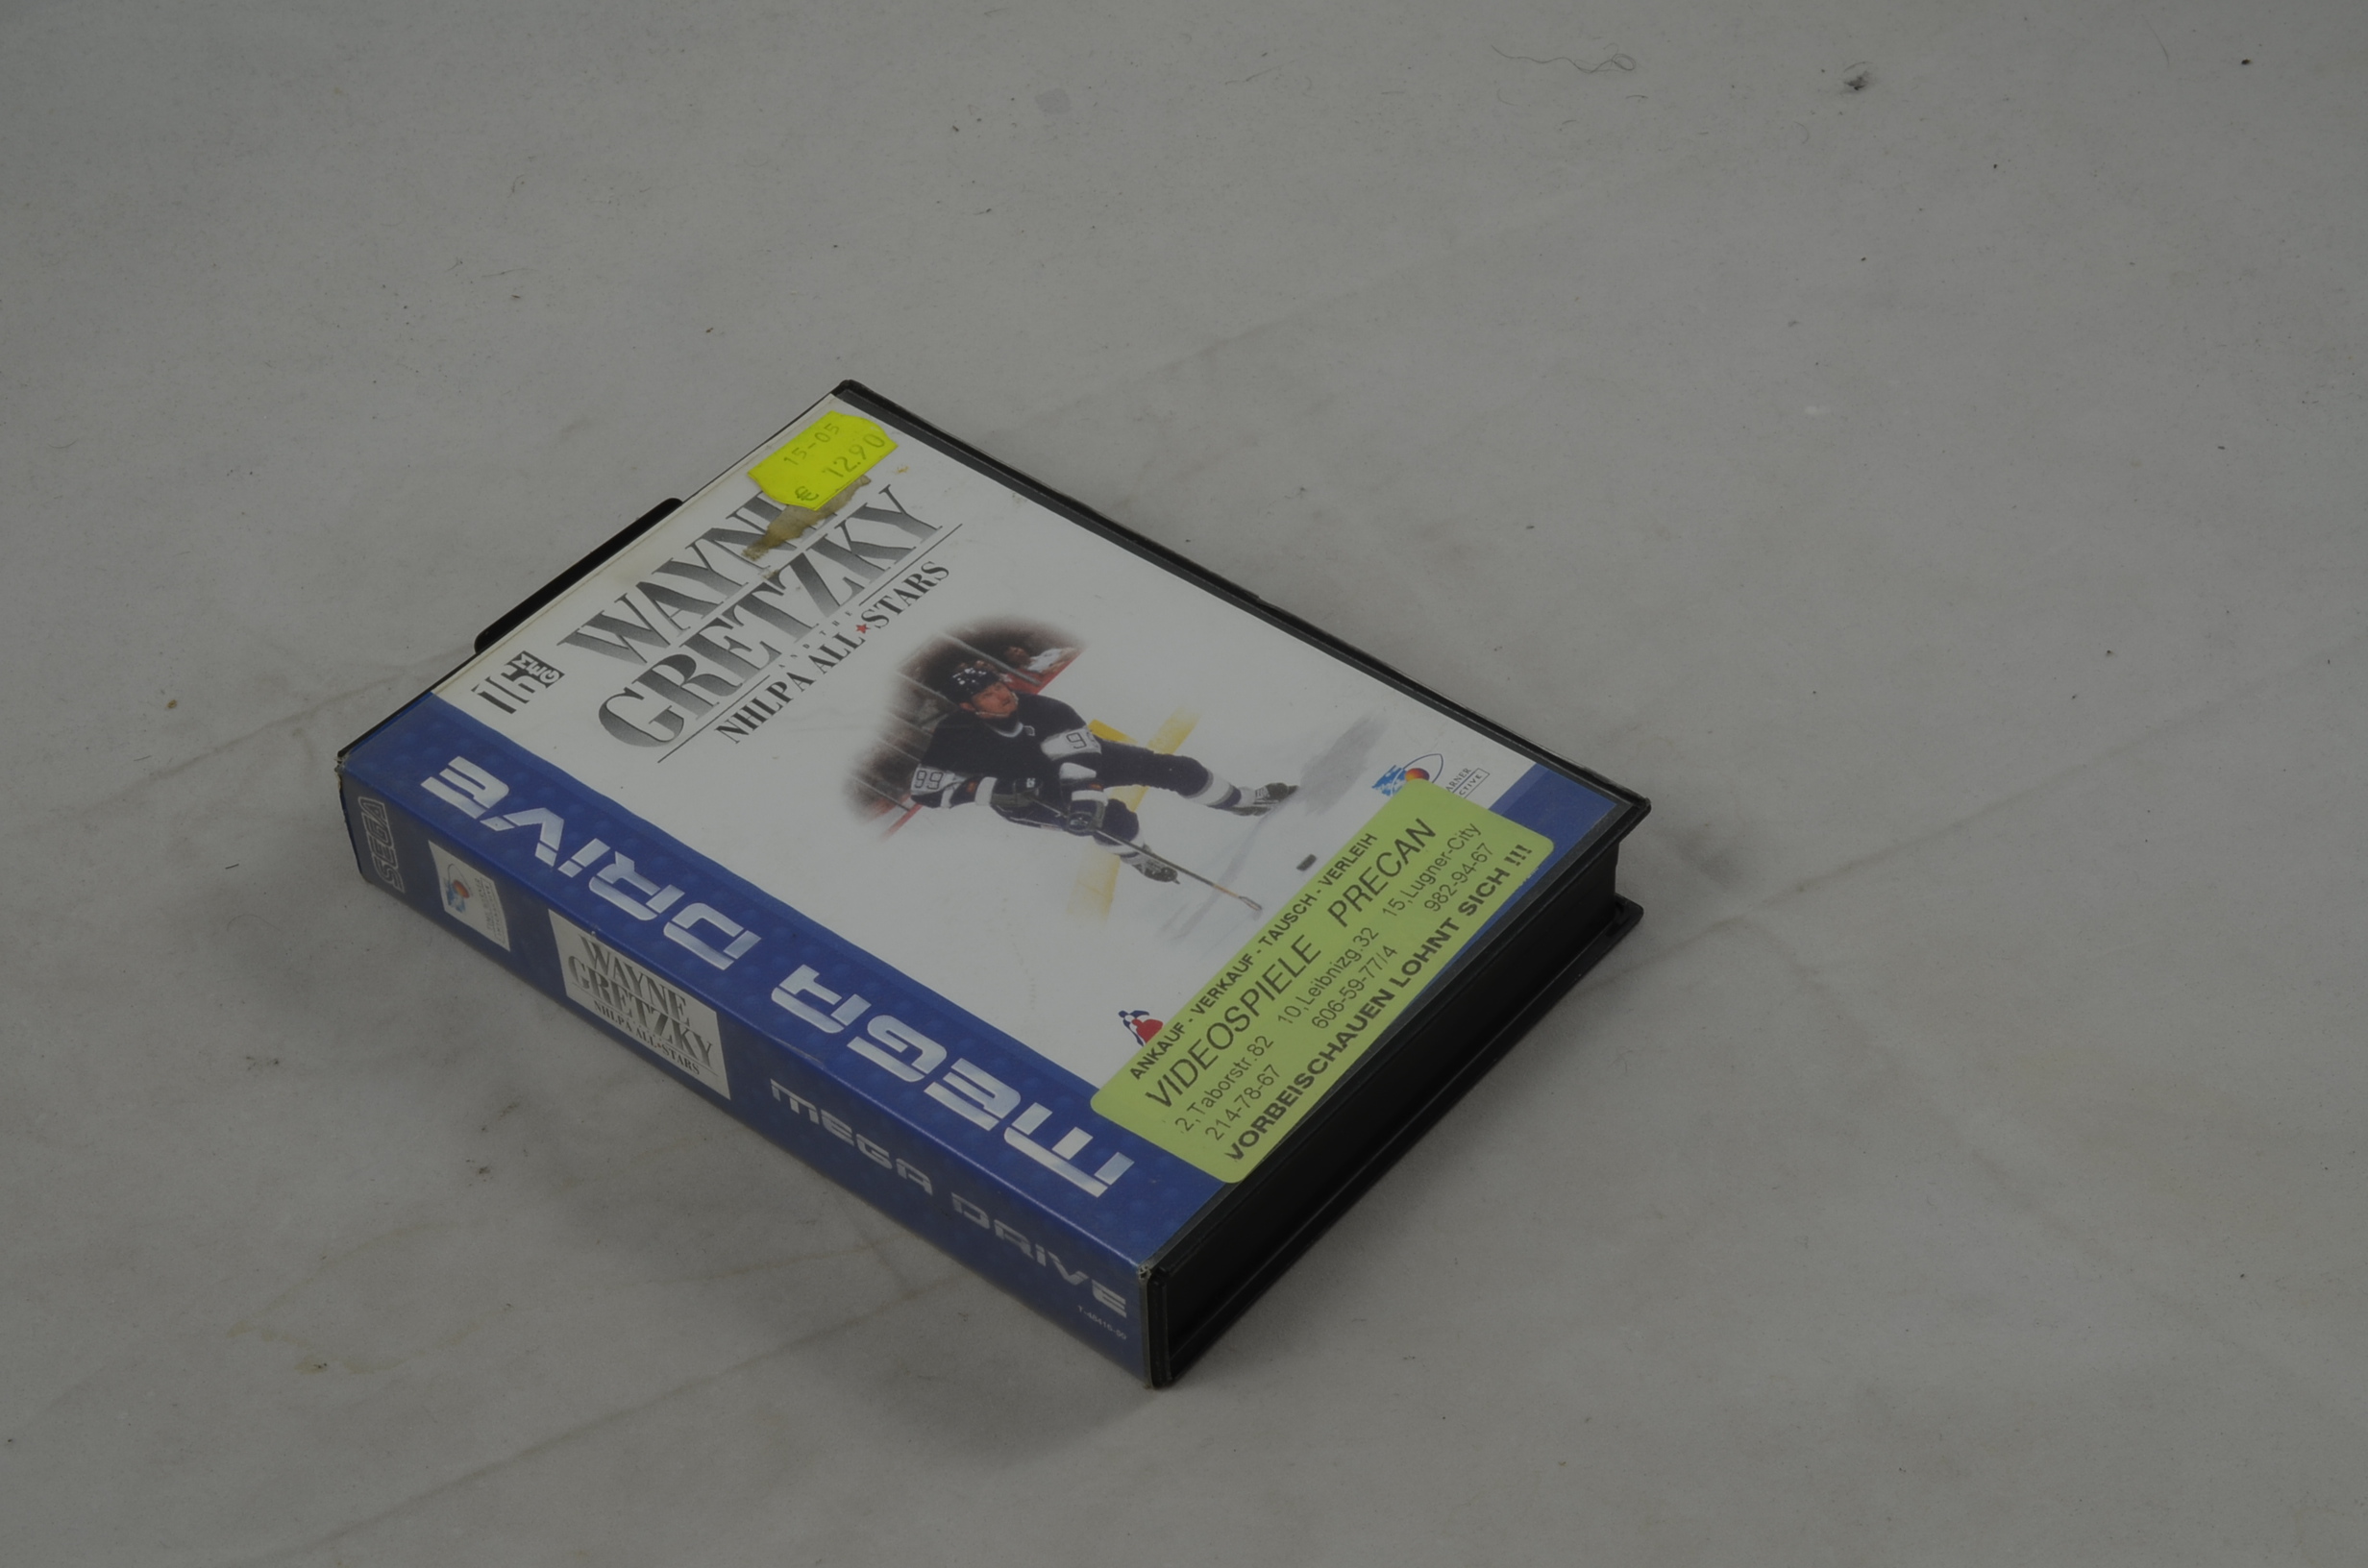 15-05
€ 12.90
WAYNE
GRETZKY
NHLPA ALL★STARS
MEGA DRIVE
99
9
ANKAUF - VERKAUF - TAUSCH - VERLEIH
VIDEOSPIELE PRECAN
2,Taborstr.82 10,Leibnizg.32 15,Lugner-City
214-78-67 606-59-77/4 982-94-67
VORBEISCHAUEN LOHNT SICH !!!
SEGA
WAYNE
GRETZKY
NHLPA ALL★STARS
MEGA DRIVE